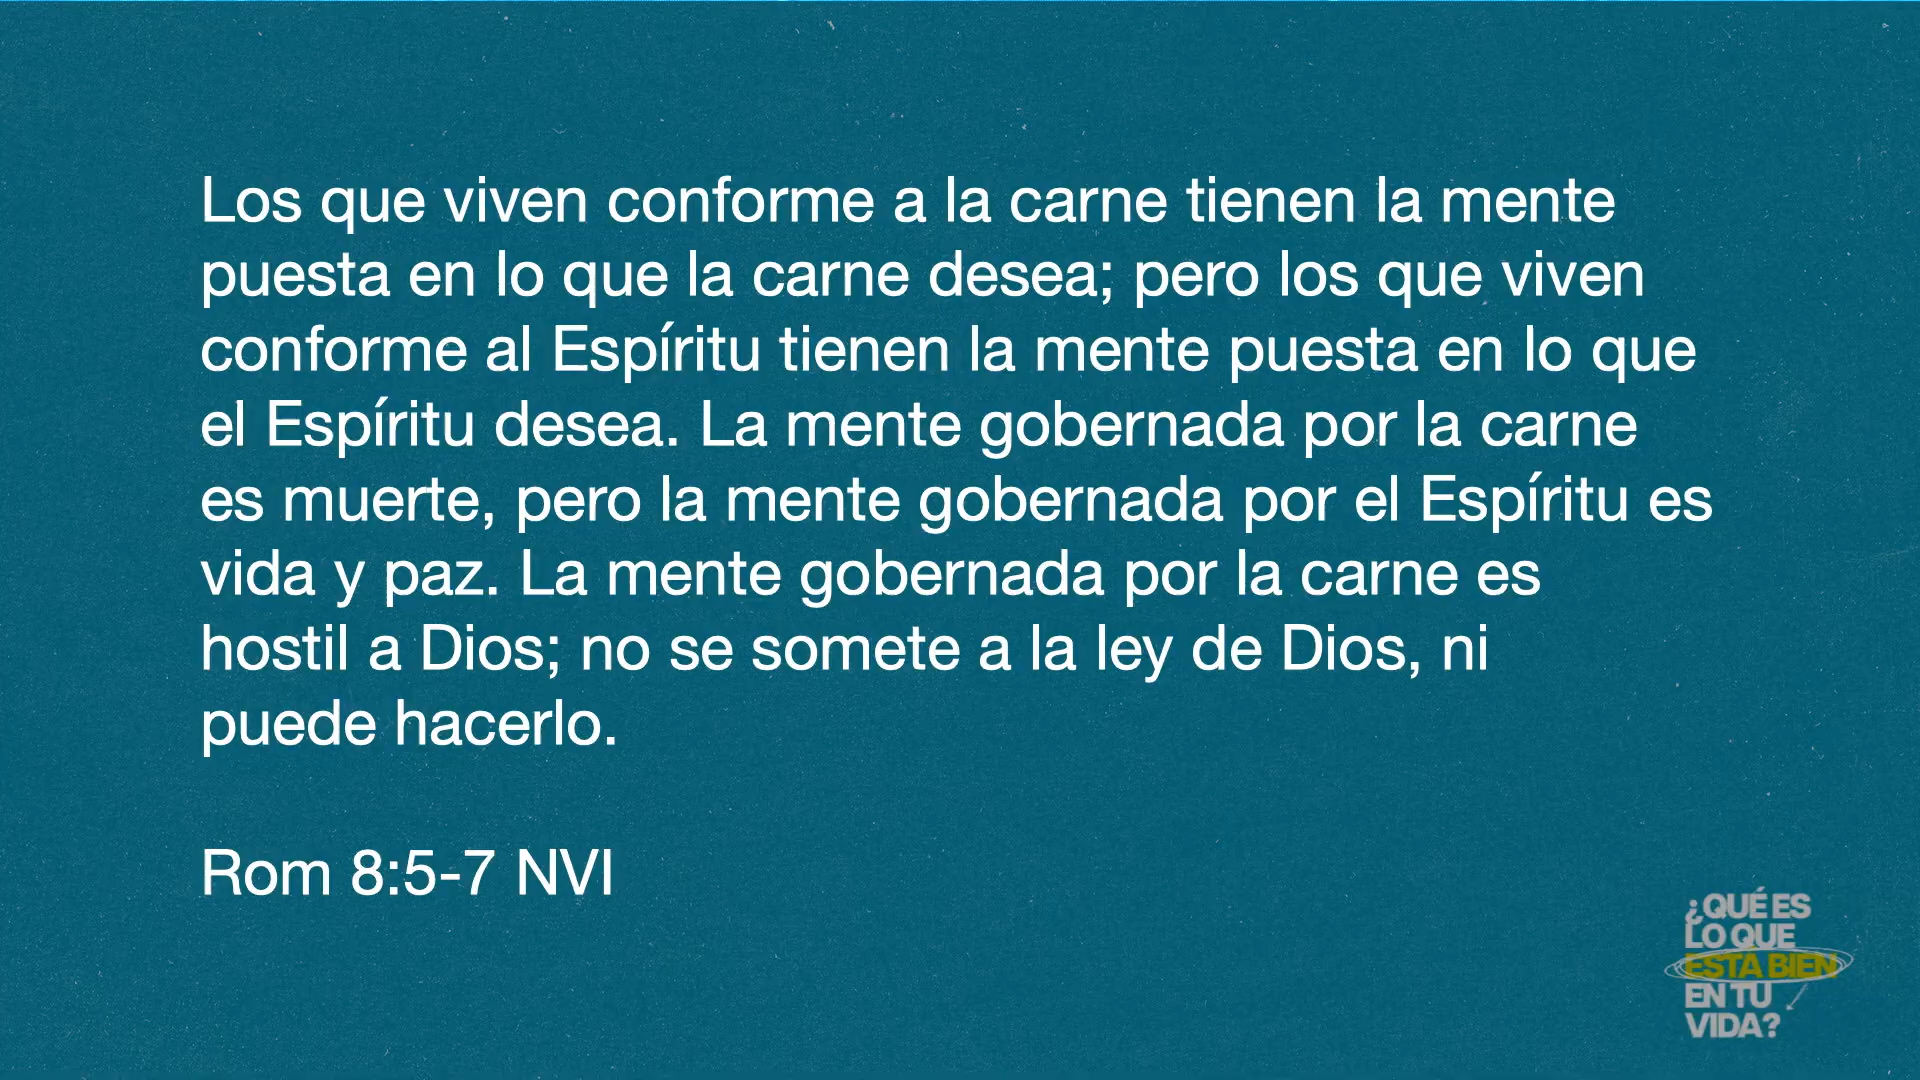 Los que viven conforme a la carne tienen la mente
puesta en lo que la carne desea; pero los que viven
conforme al Espíritu tienen la mente puesta en lo que
el Espíritu desea. La mente gobernada por la carne
es muerte, pero la mente gobernada por el Espíritu es
vida y paz. La mente gobernada por la carne es
hostil a Dios; no se somete a la ley de Dios, ni
puede hacerlo.
Rom 8:5-7 NVI
¿QUÉ ES
LO QUE
ESTÁ BIEN
EN TU
VIDA?